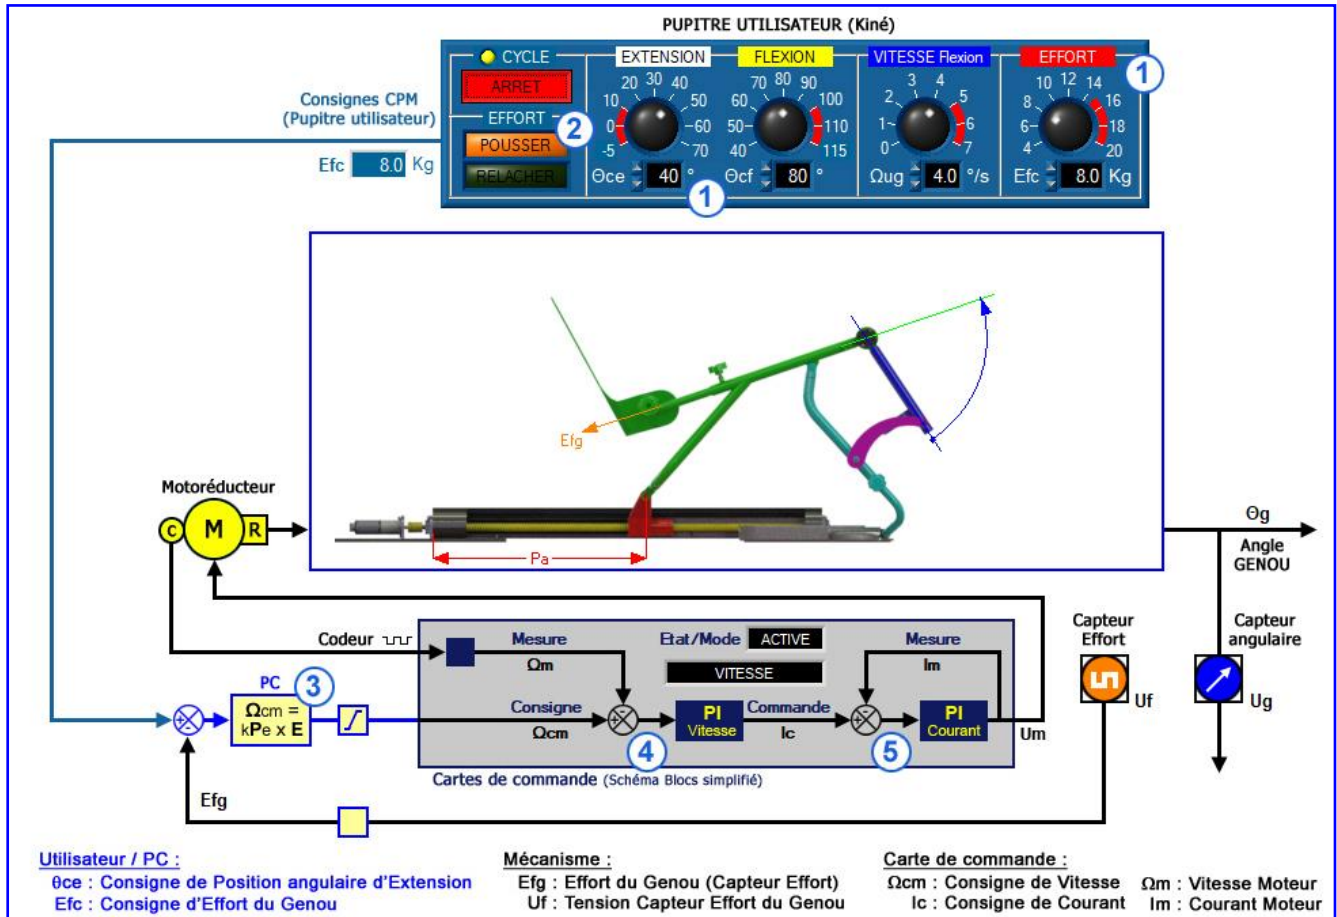 PUPITRE UTILISATEUR (Kiné)
CYCLE
ARRET
EFFORT
POUSSER
RELACHER
EXTENSION
-5 0 10 20 30 40 50 60 70
Θce 40 °
FLEXION
40 50 60 70 80 90 100 110 115
Θcf 80 °
VITESSE Flexion
0 1 2 3 4 5 6 7
Ωug 4.0 °/s
EFFORT
4 6 8 10 12 14 16 18 20
Efc 8.0 Kg
1
2
1
Consignes CPM
(Pupitre utilisateur)
Efc 8.0 Kg
Efg
Pa
Motoréducteur
C M R
Θg
Angle
GENOU
Capteur
Effort
Uf
Capteur
angulaire
Ug
Codeur
Mesure
Ωm
Etat/Mode ACTIVE
VITESSE
Mesure
Im
PC
3
Ωcm =
kPe x E
Consigne
Ωcm
4
PI
Vitesse
Commande
Ic
5
PI
Courant
Um
Cartes de commande (Schéma Blocs simplifié)
Efg
Utilisateur / PC :
θce : Consigne de Position angulaire d'Extension
Efc : Consigne d'Effort du Genou
Mécanisme :
Efg : Effort du Genou (Capteur Effort)
Uf : Tension Capteur Effort du Genou
Carte de commande :
Ωcm : Consigne de Vitesse Ωm : Vitesse Moteur
Ic : Consigne de Courant Im : Courant Moteur